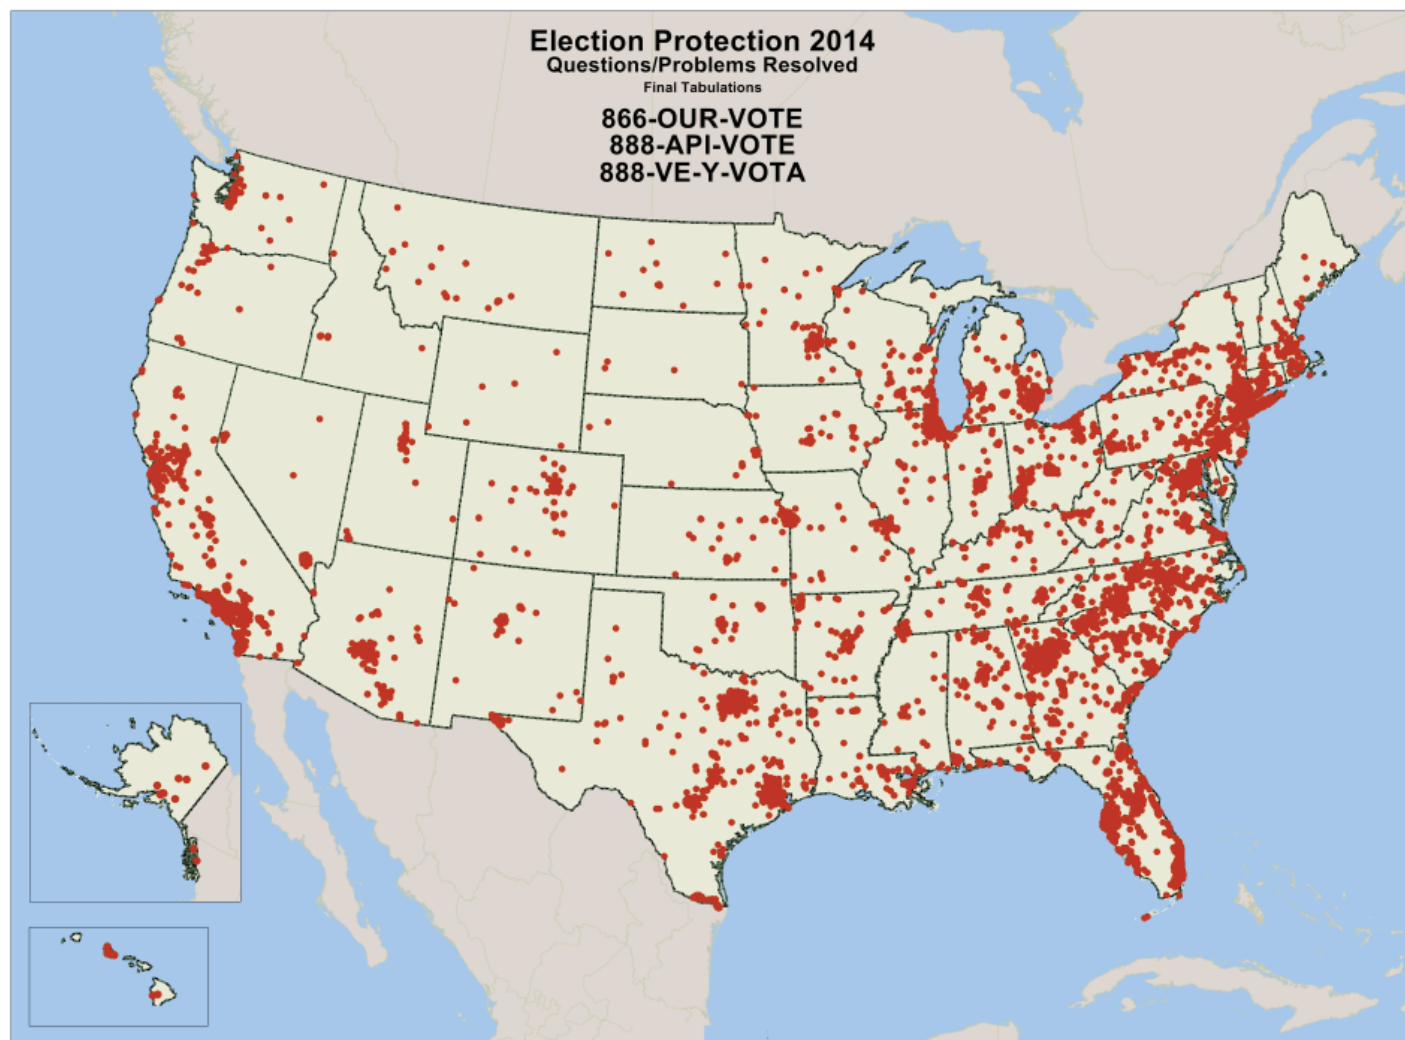 Election Protection 2014
Questions/Problems Resolved
Final Tabulations
866-OUR-VOTE
888-API-VOTE
888-VE-Y-VOTA